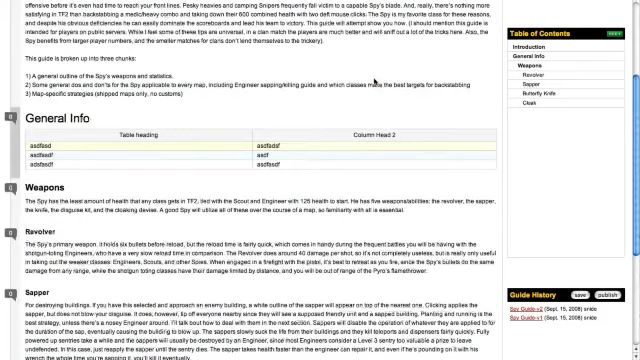 offensive before it's even had time to reach your front lines. Pesky heavies and camping Snipers frequently fall victim to a capable Spy's blade. And, really, there's nothing more
satisfying in TF2 than backstabbing a medic/heavy combo and taking down their 600 combined health with two deft mouse clicks. The Spy is my favorite class for these reasons,
and despite his obvious deficiencies he can easily dominate the scoreboards and lead his team to victory. This guide will attempt you show how. (I should mention this guide is
intended for players on public servers. While I feel some of these tips are universal, in a clan match the players are much better and will sniff out a lot of the tricks here. Also, the
Spy benefits from larger player numbers, and the smaller matches for clans don't lend themselves to the trickery).
This guide is broken up into three chunks:
1) A general outline of the Spy's weapons and statistics.
2) Some general dos and don'ts for the Spy applicable to every map, including Engineer sapping/killing guide and which classes make the best targets for backstabbing
3) Map-specific strategies (shipped maps only, no customs)
0
General Info
Table heading Column Head 2
asdfasd asdfadsf
asdfasdf asdf
adsfasdf asdfasdf
0
Weapons
The Spy has the least amount of health that any class gets in TF2, tied with the Scout and Engineer with 125 health to start. He has five weapons/abilities: the revolver, the sapper,
the knife, the disguise kit, and the cloaking device. A good Spy will utilize all of these over the course of a map, so familiarity with all is essential.
0
Revolver
The Spy's primary weapon. It holds six bullets before reload, but the reload time is fairly quick, which comes in handy during the frequent battles you will be having with the
shotgun-toting Engineers, who have a very slow reload time in comparison. The Revolver does around 40 damage per shot, so it's not completely useless, but is really only useful
in taking out the weaker classes: Engineers, Scouts, and other Spies. When engaged in a firefight with the pistol, it's best to retreat as you fire, since the Spy's bullets do the same
damage from any range, while the shotgun toting classes have their damage limited by distance, and you will be out of range of the Pyro's flamethrower.
0
Sapper
For destroying buildings. If you have this selected and approach an enemy building, a white outline of the sapper will appear on top of the nearest one. Clicking applies the
sapper, but does not blow your disguise. It does, however, tip off everyone nearby since they will see a supposed friendly unit and a sapped building. Planting and running is the
best strategy, unless there's a nosey Engineer around. I'll talk about how to deal with them in the next section. Sappers will disable the operation of whatever they are applied to for
the duration of the sap, eventually causing the building to blow up. The sappers slowly suck the life from their buildings and they kill teleports and dispensers fairly quickly. Fully
powered up sentries take a while and the sappers will usually be destroyed by an Engineer, since most Engineers consider a Level 3 sentry too valuable a prize to leave
undefended. In this case, just reapply the sapper until the sentry dies. The sapper takes health faster than the engineer can repair it, and even if he's pounding on it with his
wrench the whole time you're sapping it, you'll kill it eventually.
Table of Contents
Introduction
General Info
Weapons
Revolver
Sapper
Butterfly Knife
Cloak
Guide History save publish
Spy Guide-v2 (Sept. 15, 2008) snide
Spy Guide-v1 (Sept. 15, 2008) snide